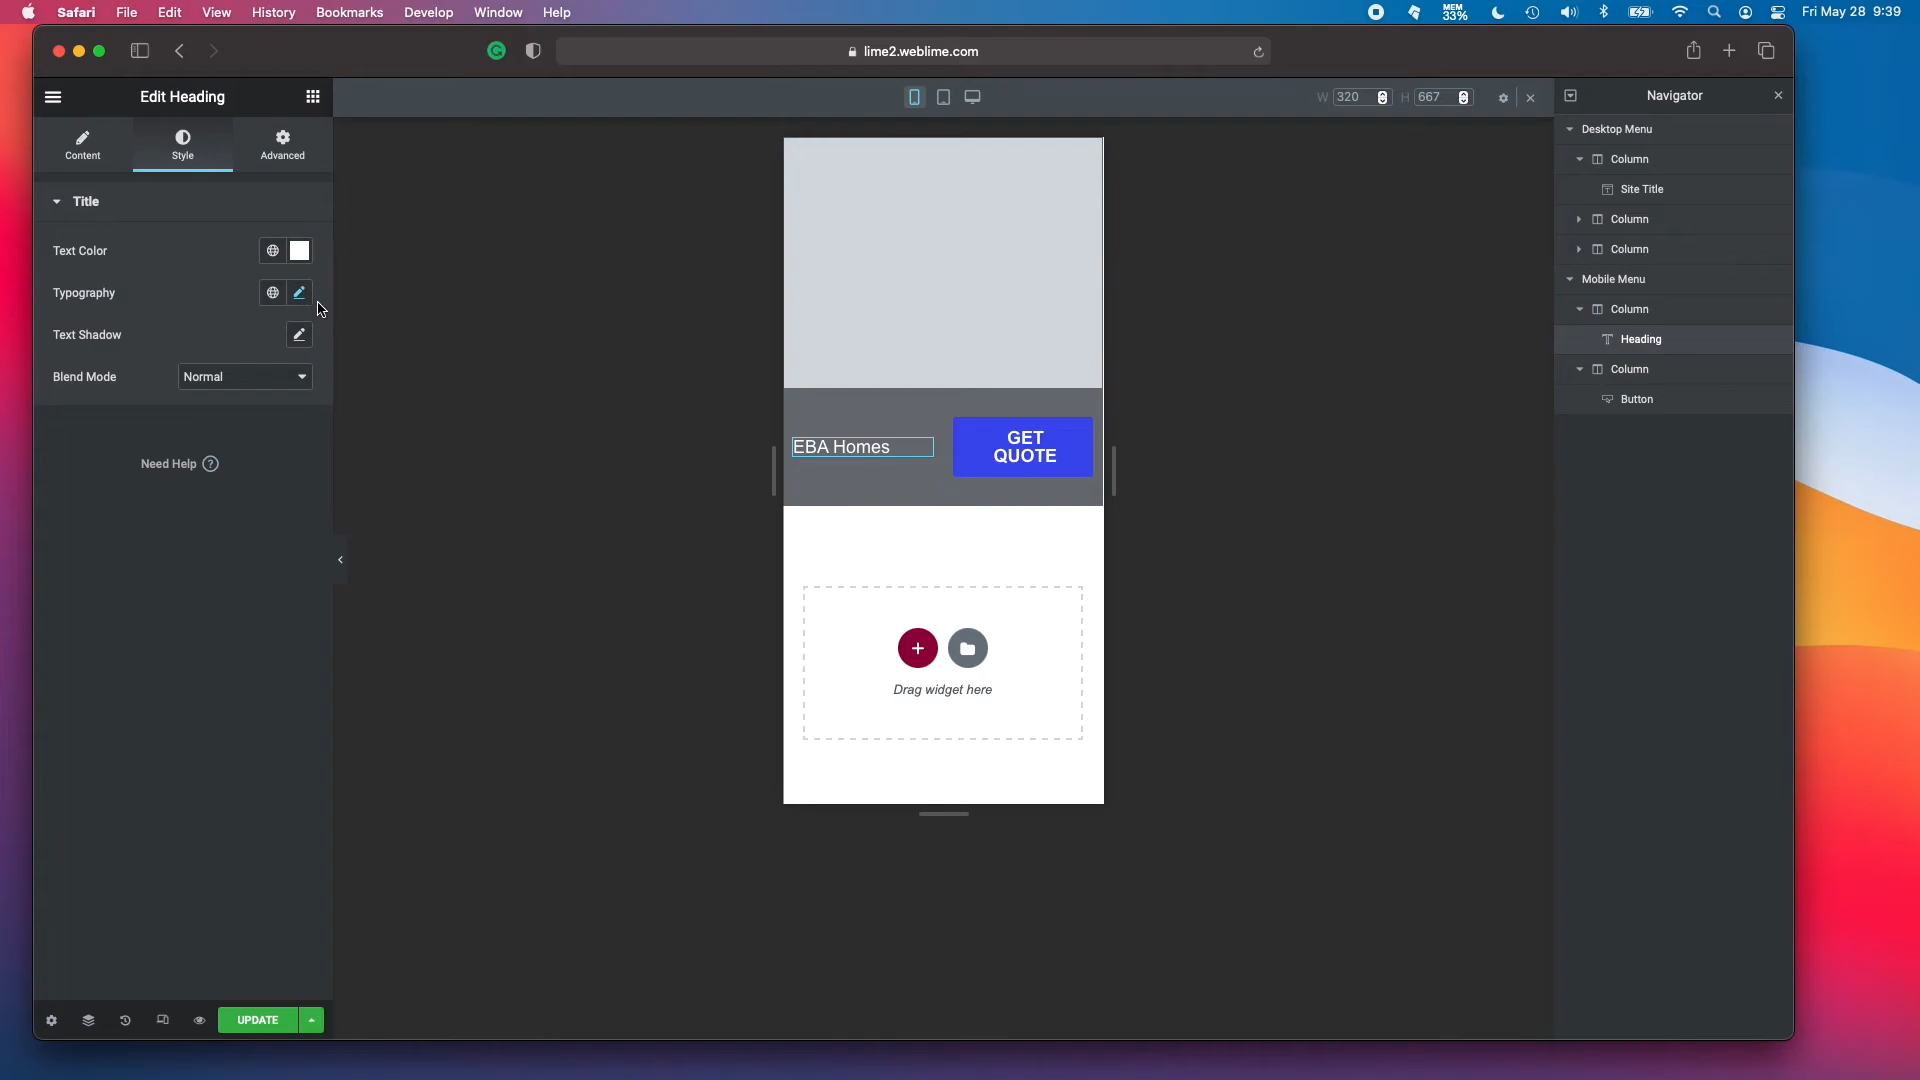 Safari File Edit View History Bookmarks Develop Window Help
MEM
33%
Fri May 28 9:39
lime2.weblime.com
Edit Heading
W 320 H 667
Navigator
Content Style Advanced
Title
Text Color
Typography
Text Shadow
Blend Mode Normal
Need Help ?
EBA Homes
GET
QUOTE
Drag widget here
Desktop Menu
Column
Site Title
Column
Column
Mobile Menu
Column
Heading
Column
Button
UPDATE